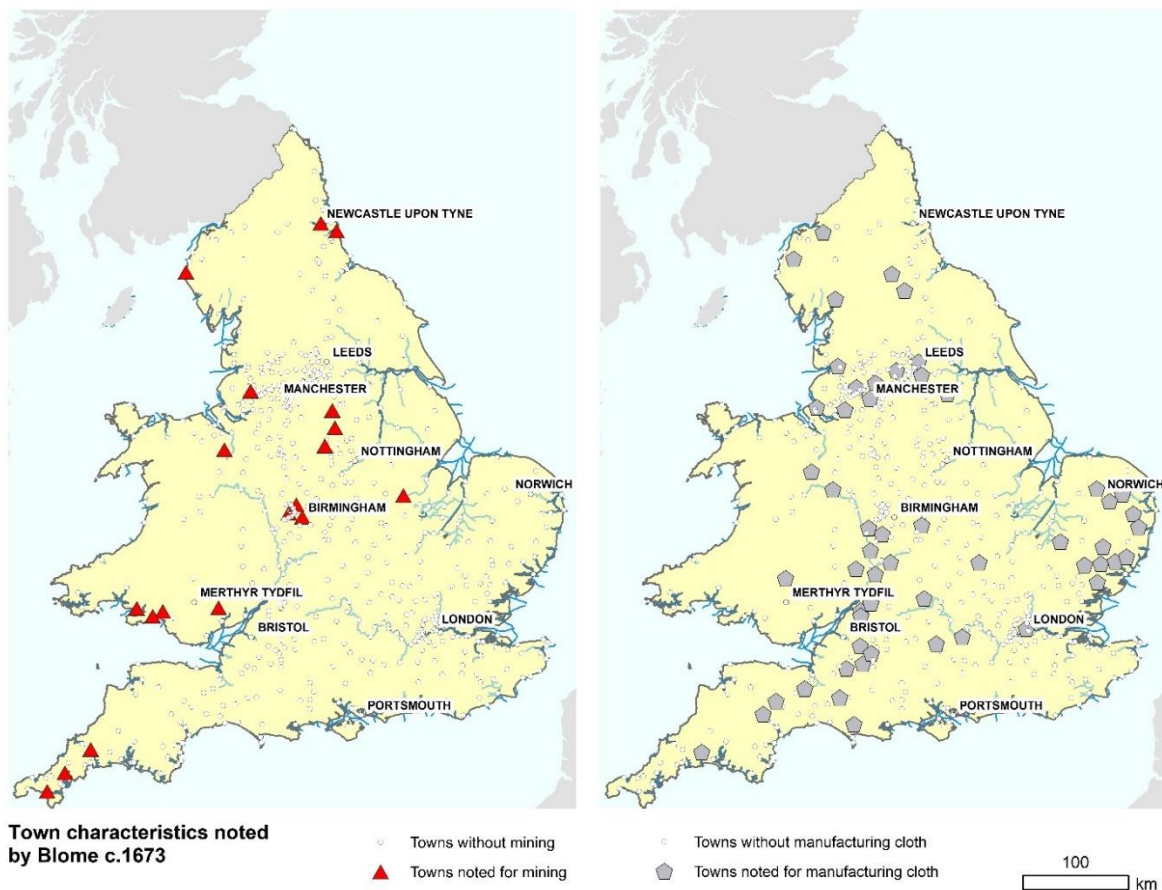 NEWCASTLE UPON TYNE
LEEDS
MANCHESTER
NOTTINGHAM
NORWICH
BIRMINGHAM
MERTHYR TYDFIL
BRISTOL
LONDON
PORTSMOUTH
NEWCASTLE UPON TYNE
LEEDS
MANCHESTER
NOTTINGHAM
NORWICH
BIRMINGHAM
MERTHYR TYDFIL
BRISTOL
LONDON
PORTSMOUTH
Town characteristics noted
by Blome c.1673
Towns without mining
Towns noted for mining
Towns without manufacturing cloth
Towns noted for manufacturing cloth
100
km